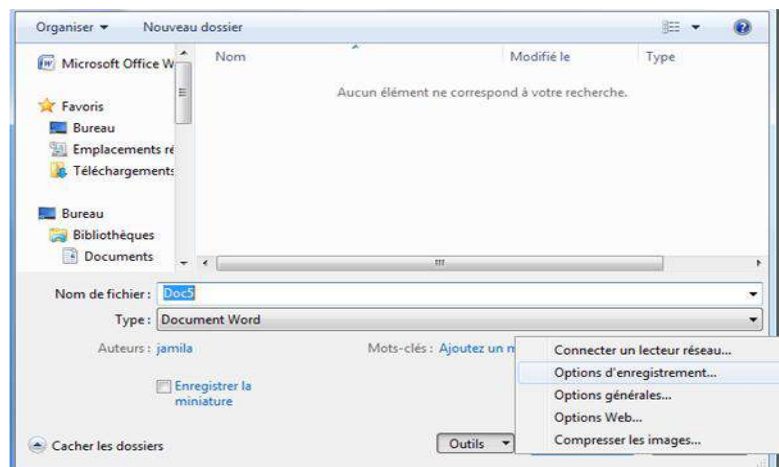 Organiser Nouveau dossier
Microsoft Office W
Favoris
Bureau
Emplacements ré
Téléchargements
Bureau
Bibliothèques
Documents
Nom Modifié le Type
Aucun élément ne correspond à votre recherche.
Nom de fichier : Doc5
Type : Document Word
Auteurs : jamila Mots-clés : Ajoutez un m
Enregistrer la
miniature
Connecter un lecteur réseau...
Options d'enregistrement...
Options générales...
Options Web...
Compresser les images...
Cacher les dossiers Outils